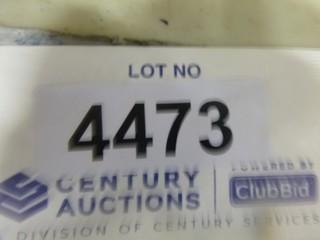 LOT NO
4473
CENTURY AUCTIONS
POWERED BY
ClubBid
DIVISION OF CENTURY SERVICES